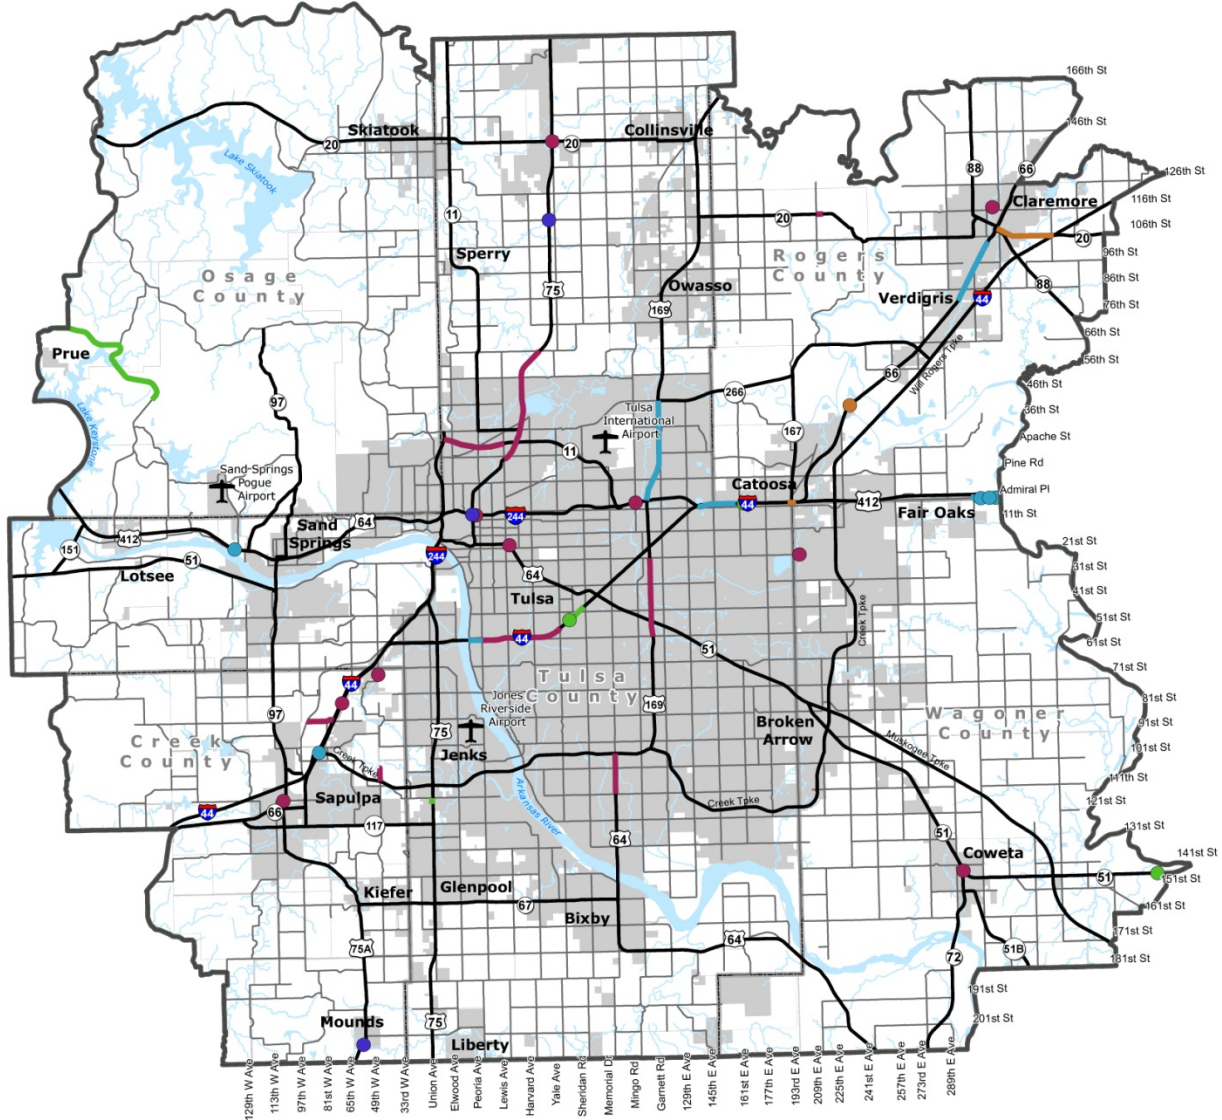 166th St
146th St
Skiatook
Collinsville
20
20
88
66
126th St
Lake Skiatook
Claremore
116th St
11
20
106th St
20
Sperry
96th St
Osage
County
Rogers
County
86th St
Owasso
88
75
Verdigris
44
76th St
169
66th St
Prue
56th St
Will Rogers Tpke
66
46th St
266
97
36th St
Lake Keystone
Tulsa
International
Airport
167
Apache St
11
Pine Rd
Sand-Springs
Pogue
Airport
Catoosa
Admiral Pl
44
412
Fair Oaks
11th St
244
64
Sand
Springs
412
151
21st St
51
244
31st St
Lotsee
64
41st St
Tulsa
51st St
Creek Tpke
44
61st St
51
71st St
Tulsa
County
44
81st St
Jones
Riverside
Airport
169
97
Wagoner
County
91st St
Broken
Arrow
75
Creek
County
Muskogee Tpke
101st St
Jenks
Creek Tpke
111th St
Sapulpa
Arkansas River
Creek Tpke
121st St
44
66
117
131st St
51
64
141st St
Coweta
51
151st St
Kiefer
Glenpool
67
161st St
Bixby
171st St
75A
64
51B
72
181st St
191st St
Mounds
75
201st St
Liberty
129th W Ave
113th W Ave
97th W Ave
81st W Ave
65th W Ave
49th W Ave
33rd W Ave
Union Ave
Elwood Ave
Peoria Ave
Lewis Ave
Harvard Ave
Yale Ave
Sheridan Rd
Memorial Dr
Mingo Rd
Garnett Rd
129th E Ave
145th E Ave
161st E Ave
177th E Ave
193rd E Ave
209th E Ave
225th E Ave
241st E Ave
257th E Ave
273rd E Ave
289th E Ave